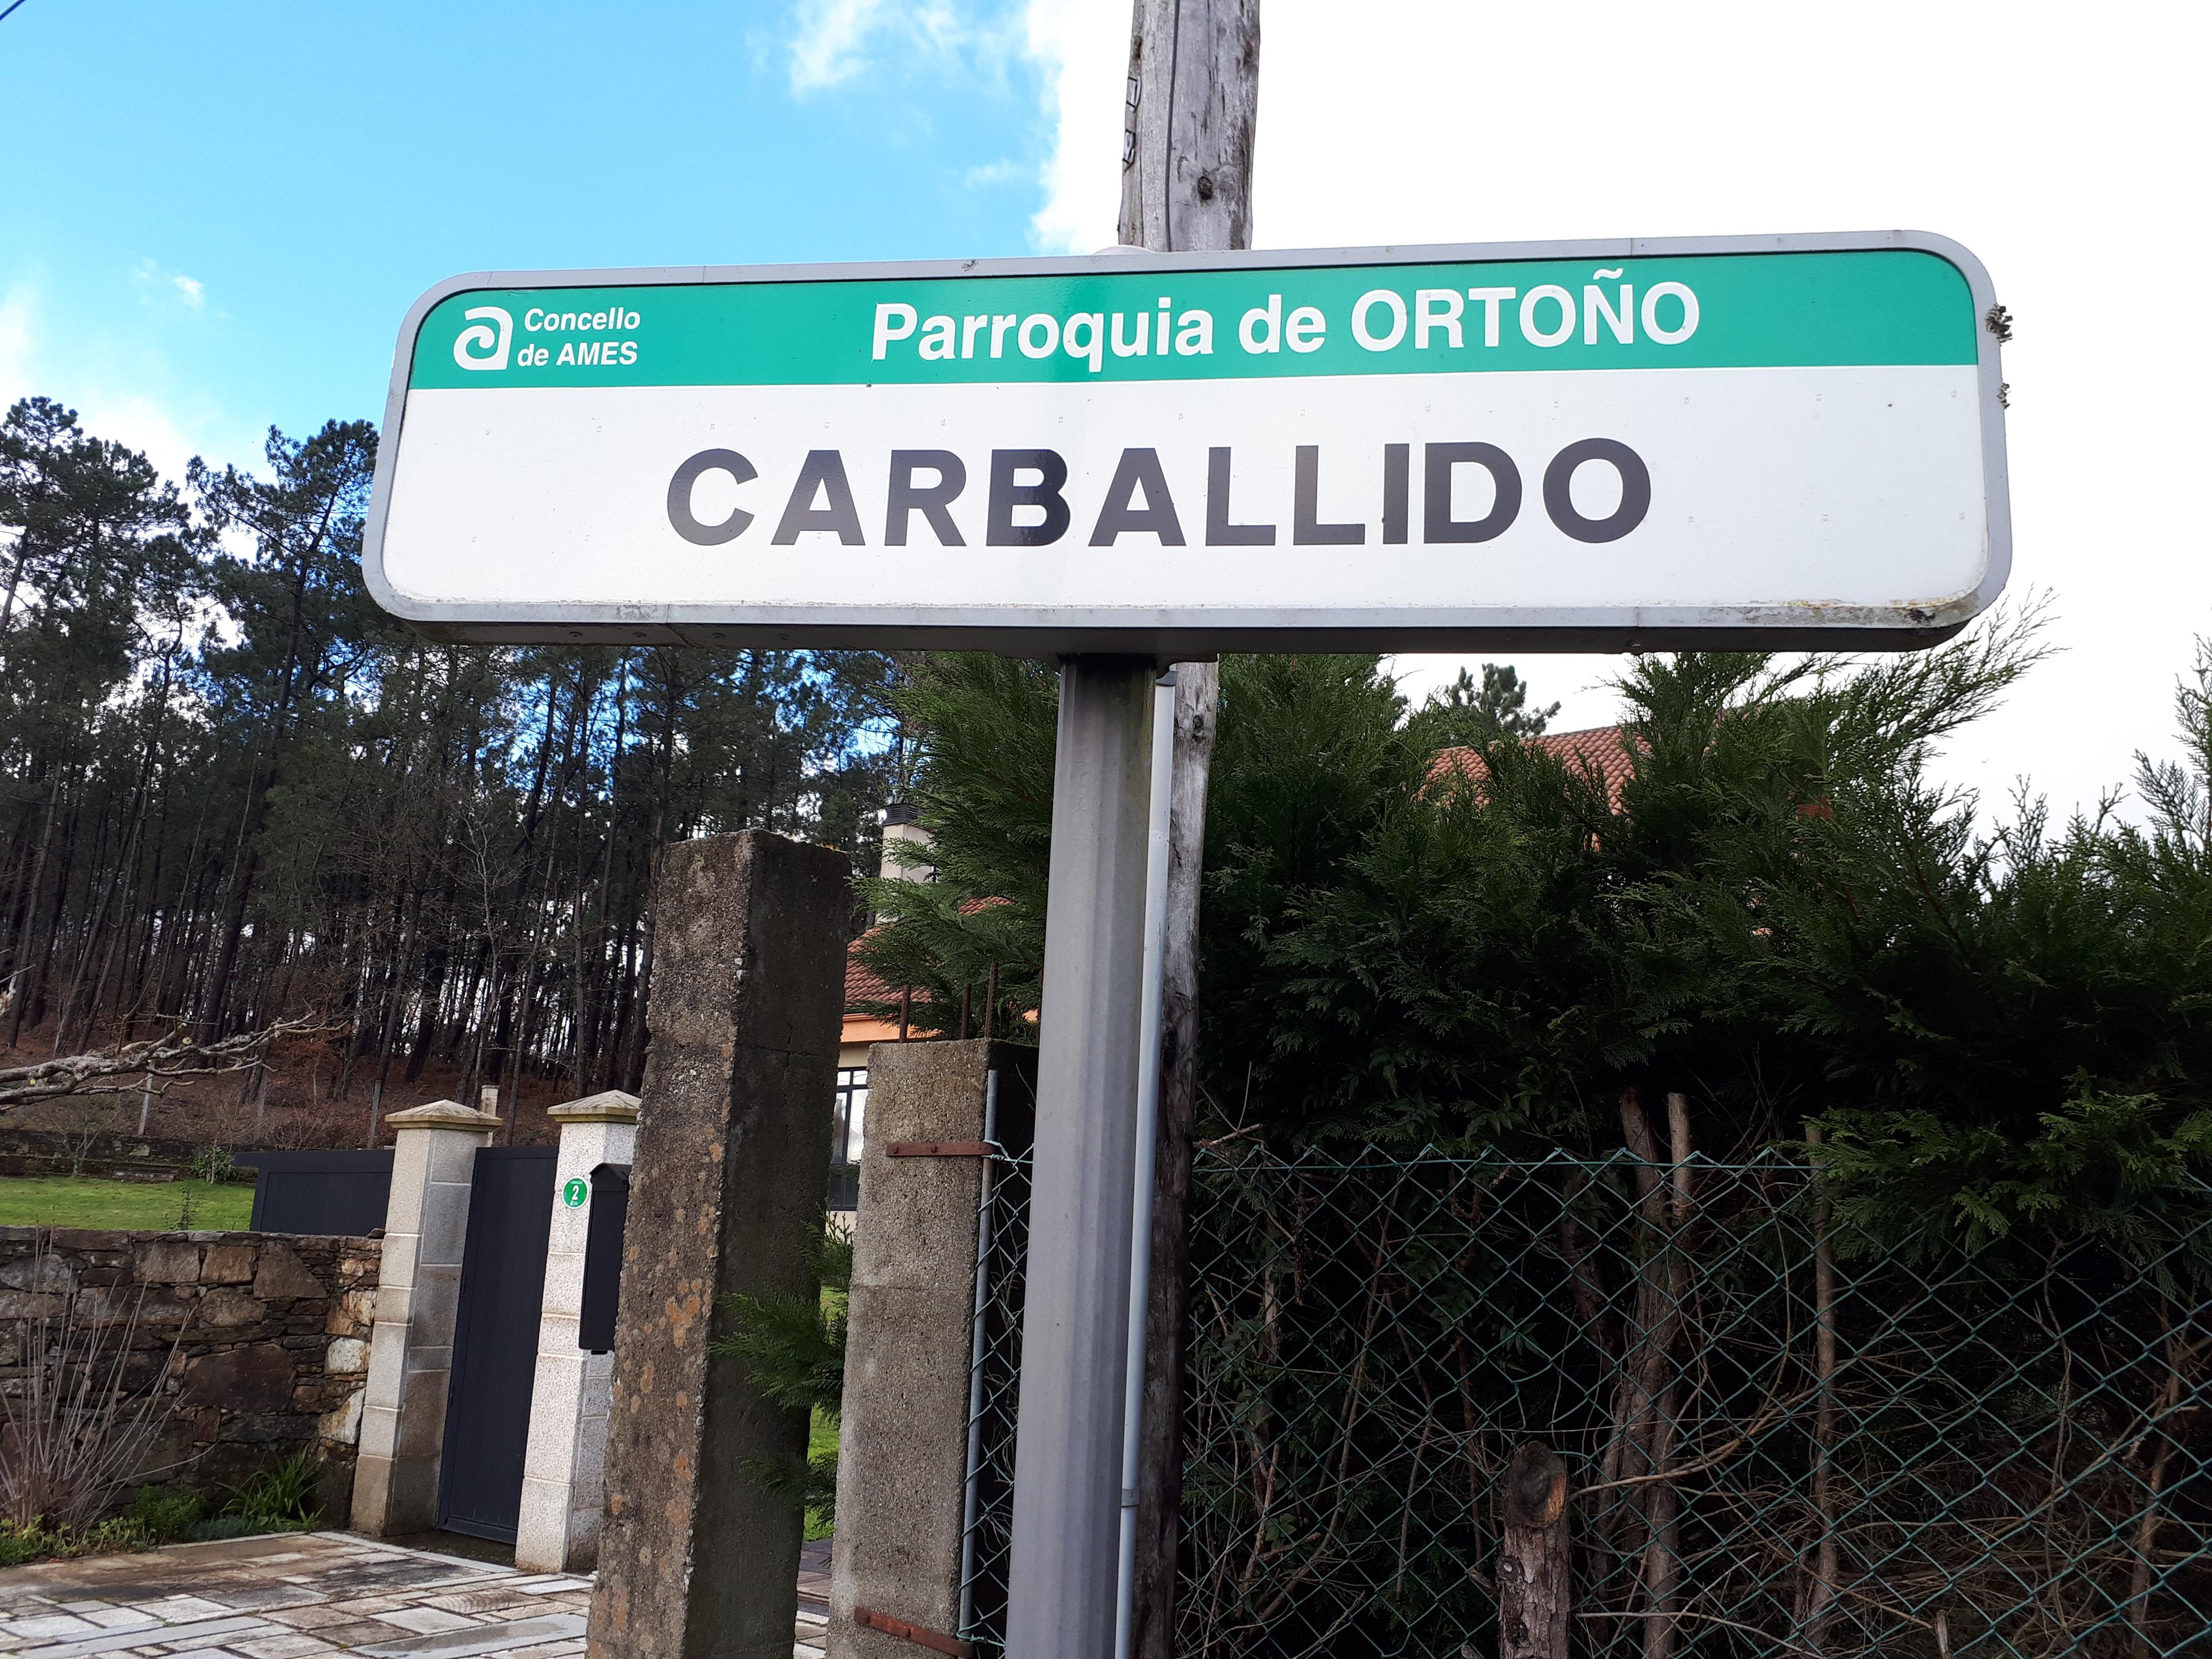 Concello
de AMES
Parroquia de ORTOÑO
CARBALLIDO
2